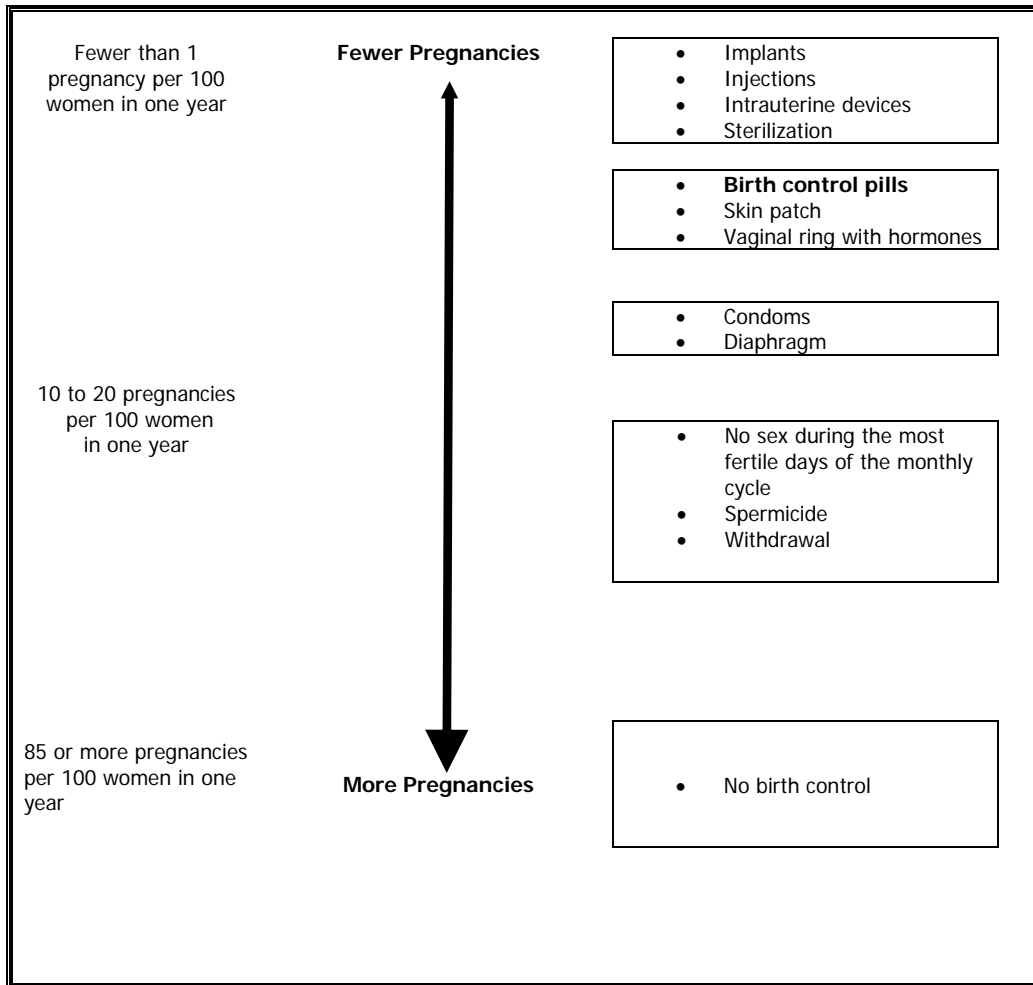 Fewer than 1
pregnancy per 100
women in one year
Fewer Pregnancies
• Implants
• Injections
• Intrauterine devices
• Sterilization
• Birth control pills
• Skin patch
• Vaginal ring with hormones
• Condoms
• Diaphragm
10 to 20 pregnancies
per 100 women
in one year
• No sex during the most
fertile days of the monthly
cycle
• Spermicide
• Withdrawal
85 or more pregnancies
per 100 women in one
year
More Pregnancies
• No birth control